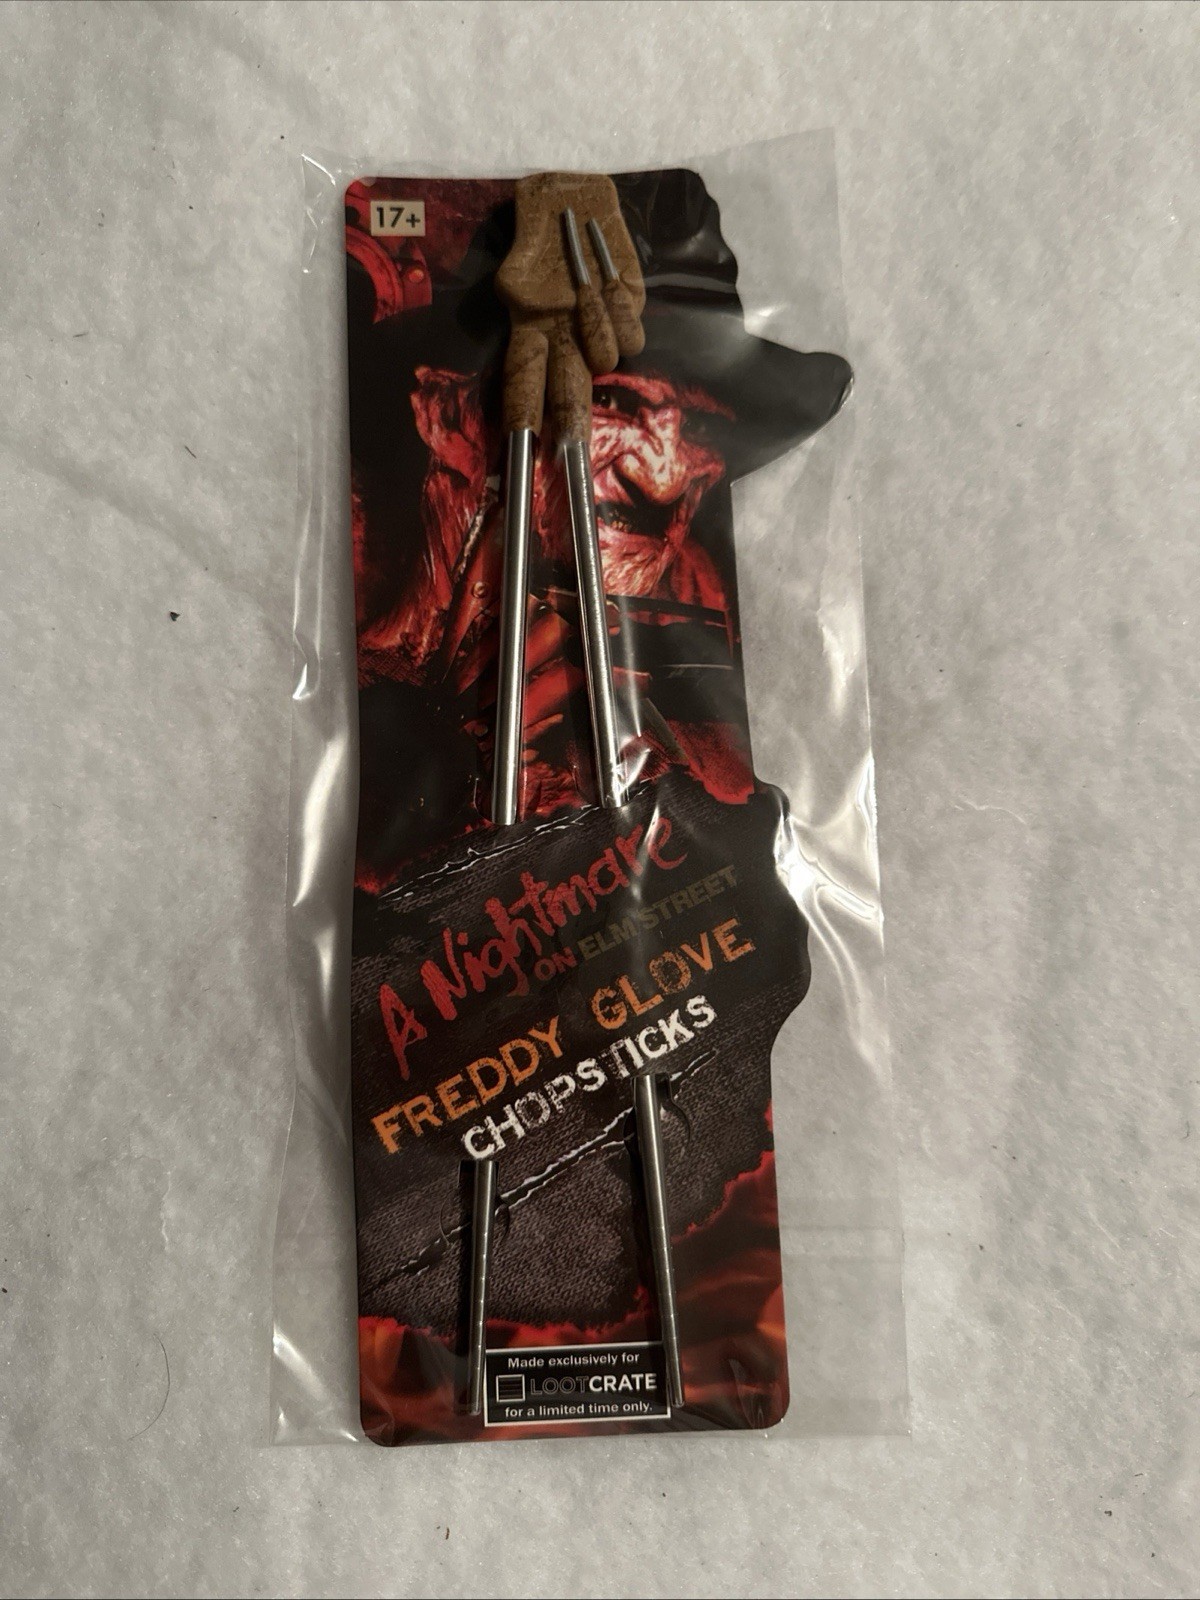 17+
A Nightmare
ON ELM STREET
FREDDY GLOVE
CHOPSTICKS
Made exclusively for
LOOTCRATE
for a limited time only.